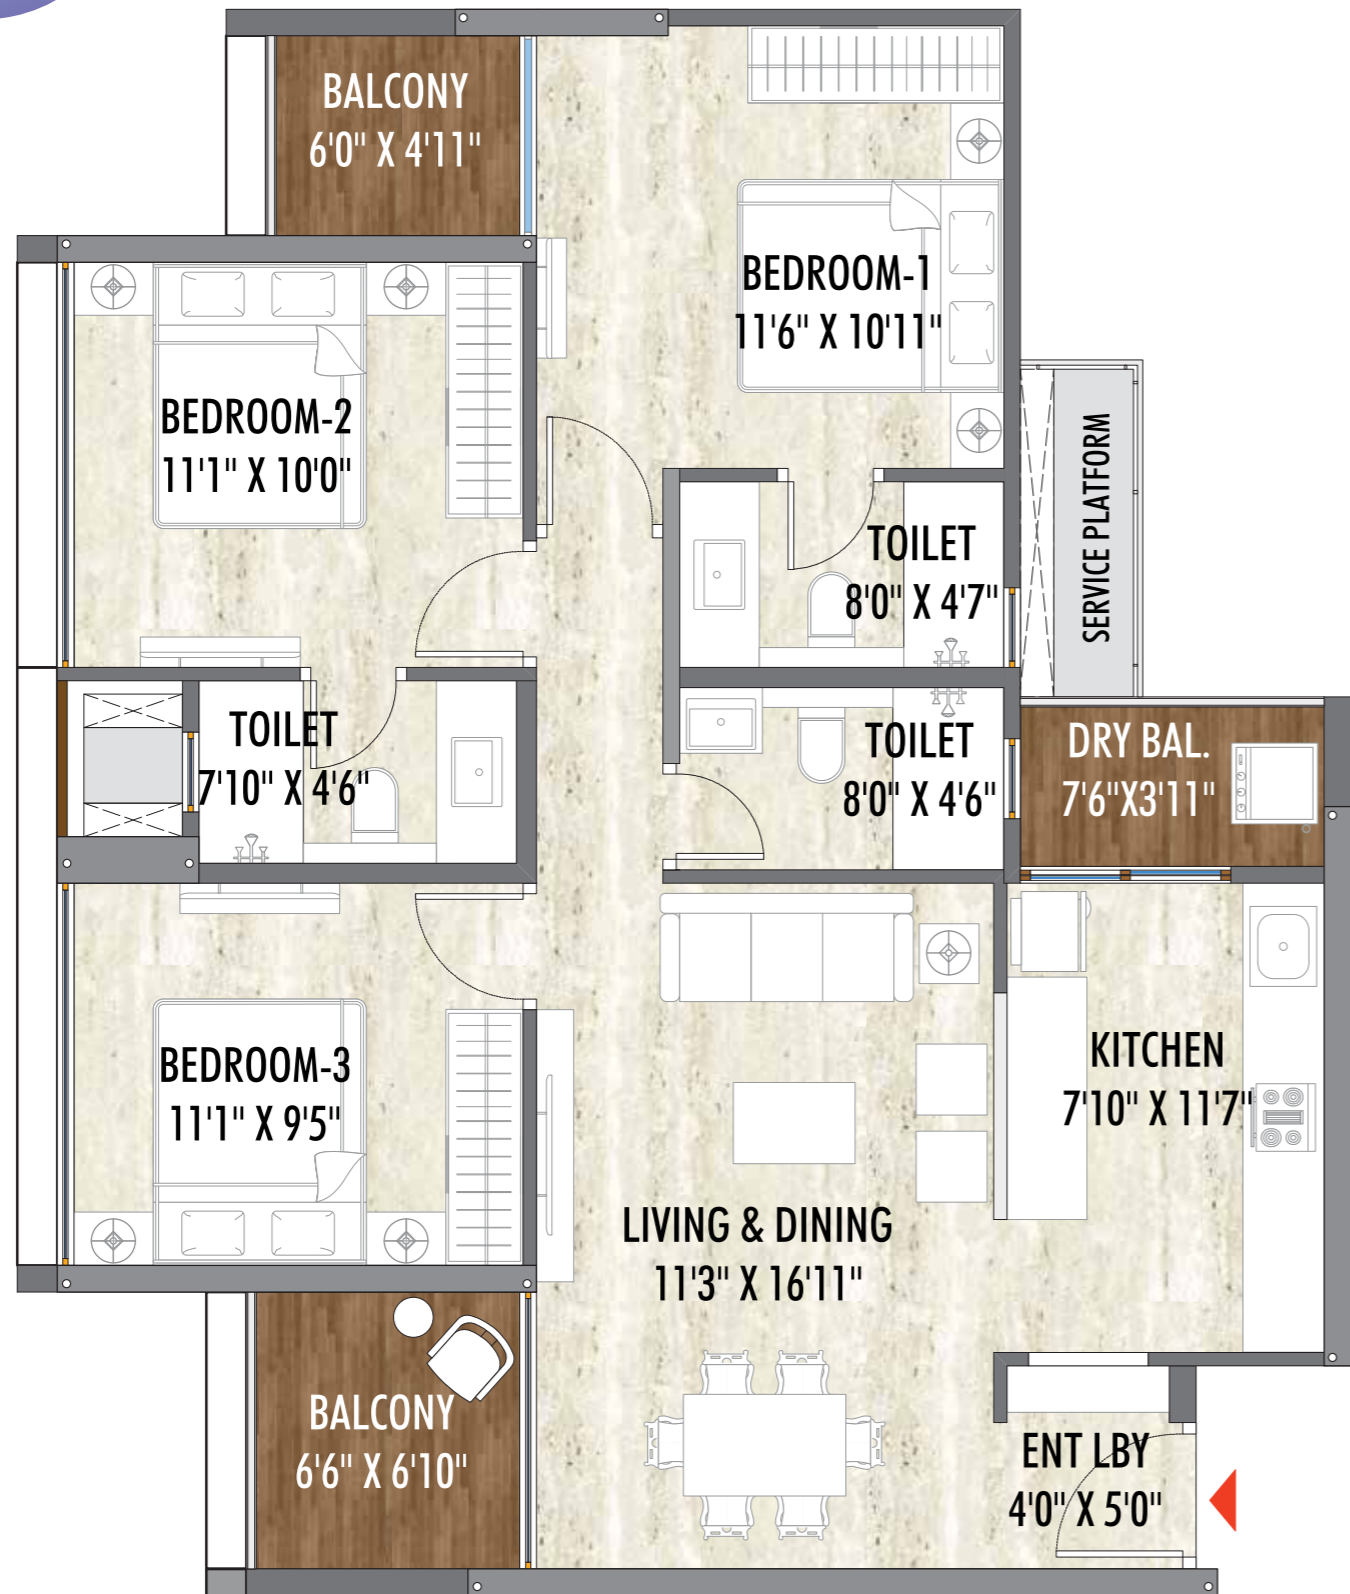 BALCONY
6'0" X 4'11"
BEDROOM-1
11'6" X 10'11"
BEDROOM-2
11'1" X 10'0"
SERVICE PLATFORM
TOILET
8'0" X 4'7"
TOILET
7'10" X 4'6"
TOILET
8'0" X 4'6"
DRY BAL.
7'6"X3'11"
BEDROOM-3
11'1" X 9'5"
KITCHEN
7'10" X 11'7"
LIVING & DINING
11'3" X 16'11"
BALCONY
6'6" X 6'10"
ENT LBY
4'0" X 5'0"